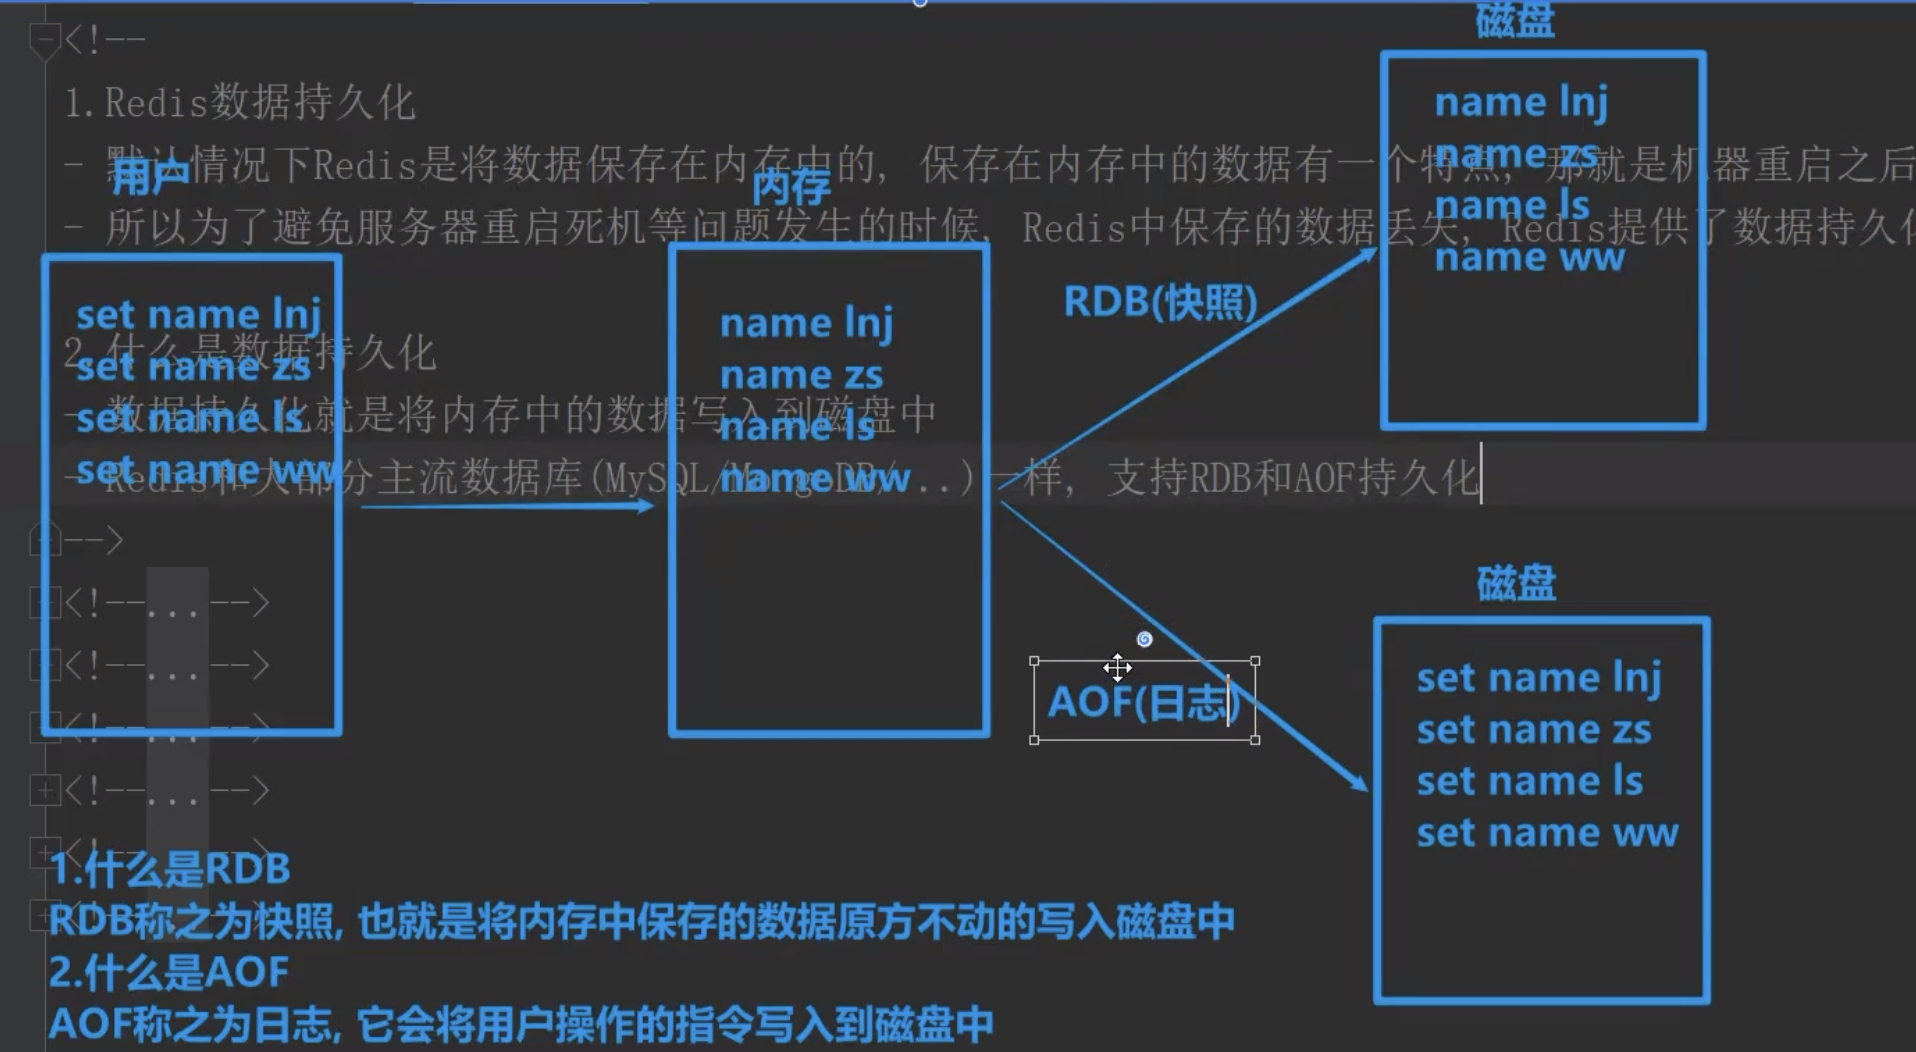 <!--
1.Redis数据持久化
- 默认情况下Redis是将数据保存在内存中的, 保存在内存中的数据有一个特点, 那就是机器重启之后
- 所以为了避免服务器重启死机等问题发生的时候, Redis中保存的数据丢失, Redis提供了数据持久化
2.什么是数据持久化
- 数据持久化就是将内存中的数据写入到磁盘中
- Redis和大部分主流数据库(MySQL/MongoDB/...)一样, 支持RDB和AOF持久化
-->
<!--...-->
<!--...-->
<!--...-->
<!--...-->
用户
set name lnj
set name zs
set name ls
set name ww
内存
name lnj
name zs
name ls
name ww
RDB(快照)
磁盘
name lnj
name zs
name ls
name ww
AOF(日志)
磁盘
set name lnj
set name zs
set name ls
set name ww
1.什么是RDB
RDB称之为快照, 也就是将内存中保存的数据原方不动的写入磁盘中
2.什么是AOF
AOF称之为日志, 它会将用户操作的指令写入到磁盘中